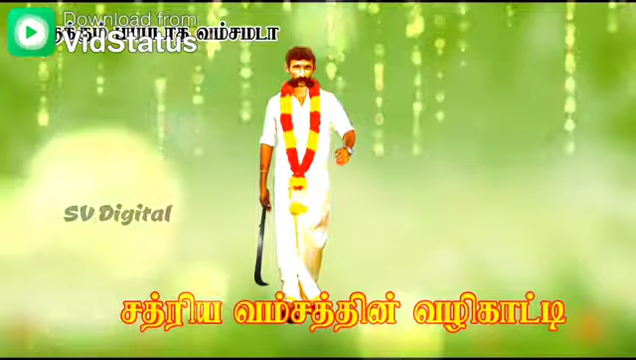 Download from
VidStatus
வம்சமடா
SV Digital
சத்ரிய வம்சத்தின் வழிகாட்டி